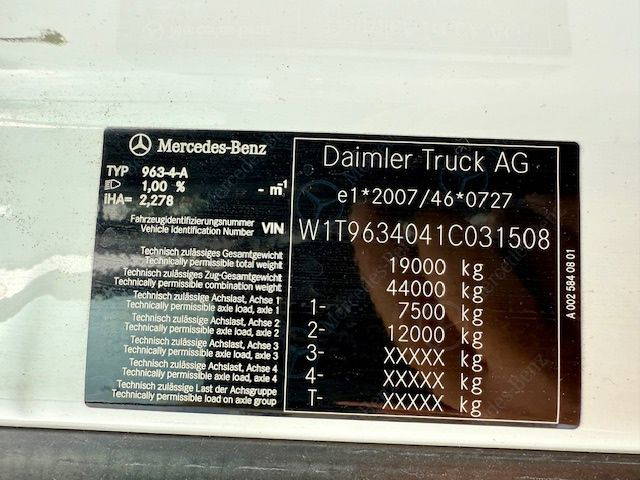 Mercedes-Benz
TYP 963-4-A
1,00 % - m⁻¹
iHA= 2,278
Fahrzeugidentifizierungsnummer
Vehicle Identification Number VIN
Technisch zulässiges Gesamtgewicht
Technically permissible total weight
Technisch zulässiges Zug-Gesamtgewicht
Technically permissible combination weight
Technisch zulässige Achslast, Achse 1
Technically permissible axle load, axle 1
Technisch zulässige Achslast, Achse 2
Technically permissible axle load, axle 2
Technisch zulässige Achslast, Achse 3
Technically permissible axle load, axle 3
Technisch zulässige Achslast, Achse 4
Technically permissible axle load, axle 4
Technisch zulässige Last der Achsgruppe
Technically permissible load on axle group
Daimler Truck AG
e1*2007/46*0727
W1T9634041C031508
19000 kg
44000 kg
1- 7500 kg
2- 12000 kg
3- XXXXX kg
4- XXXXX kg
T- XXXXX kg
A 002 584 08 01